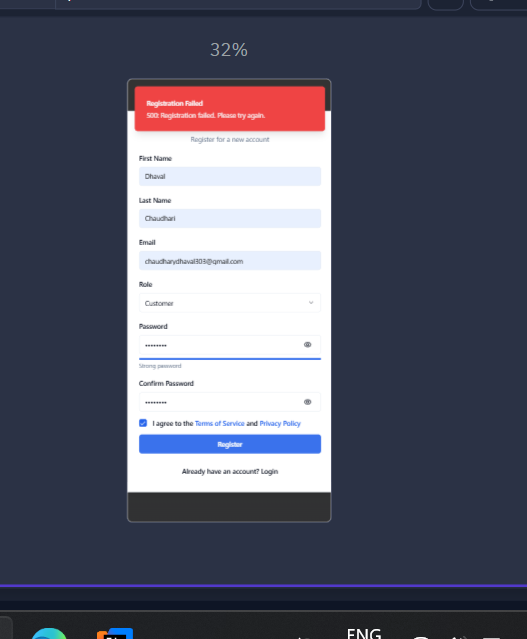 32%
Registration Failed
500: Registration failed. Please try again.
Register for a new account
First Name
Dhaval
Last Name
Chaudhari
Email
chaudharydhaval303@gmail.com
Role
Customer
Password
••••••••
Strong password
Confirm Password
••••••••
I agree to the Terms of Service and Privacy Policy
Register
Already have an account? Login
ENG